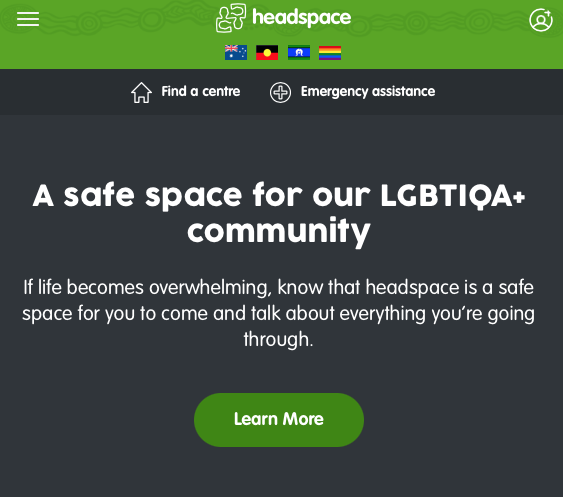 headspace
Find a centre
Emergency assistance
A safe space for our LGBTIQA+
community
If life becomes overwhelming, know that headspace is a safe
space for you to come and talk about everything you're going
through.
Learn More